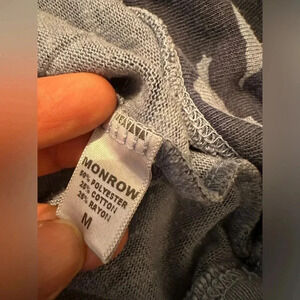 MONROW
50% POLYESTER
25% COTTON
25% RAYON
M